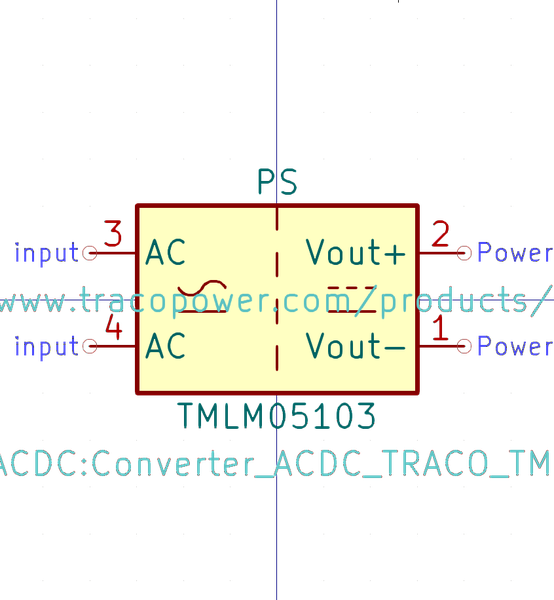 PS
3 2
input AC Vout+ Power
www.tracopower.com/products/
4 1
input AC Vout- Power
TMLM05103
ACDC:Converter_ACDC_TRACO_TM